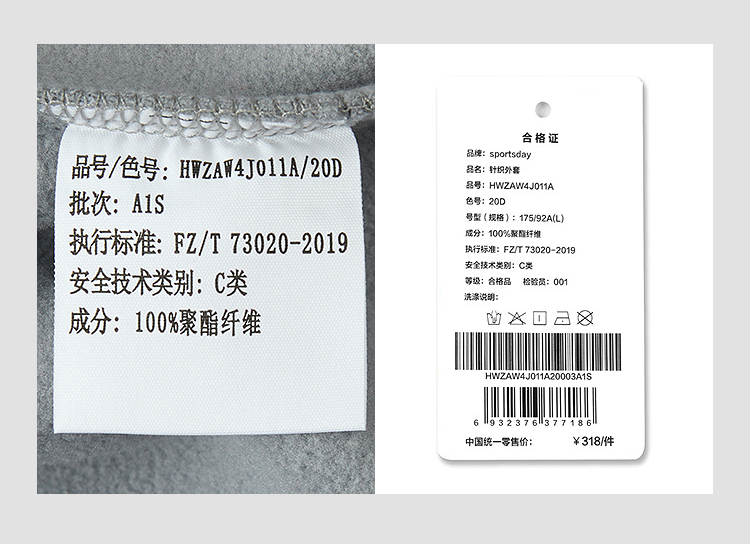 品号/色号: HWZAW4J011A/20D
批次: A1S
执行标准: FZ/T 73020-2019
安全技术类别: C类
成分: 100%聚酯纤维
合格证
品牌: sportsday
品名: 针织外套
品号: HWZAW4J011A
色号: 20D
号型（规格）: 175/92A(L)
成分: 100%聚酯纤维
执行标准: FZ/T 73020-2019
安全技术类别: C类
等级: 合格品 检验员: 001
洗涤说明:
HWZAW4J011A20003A1S
6 932376 377186
中国统一零售价: ￥318/件